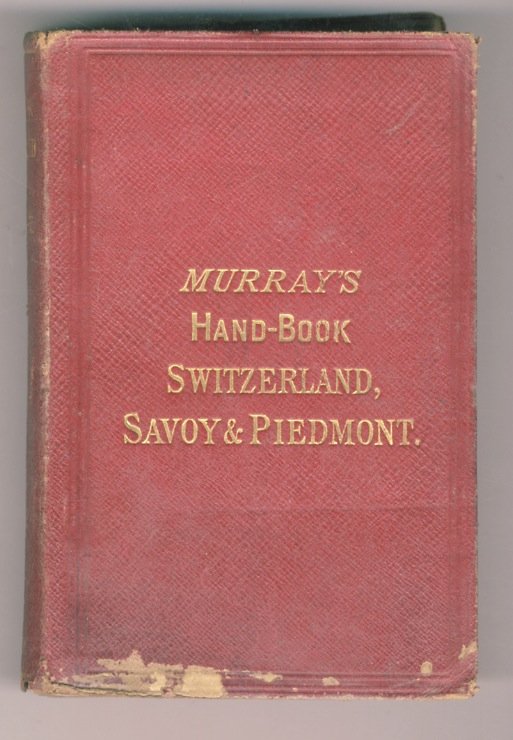 MURRAY'S
HAND-BOOK
SWITZERLAND,
SAVOY & PIEDMONT.